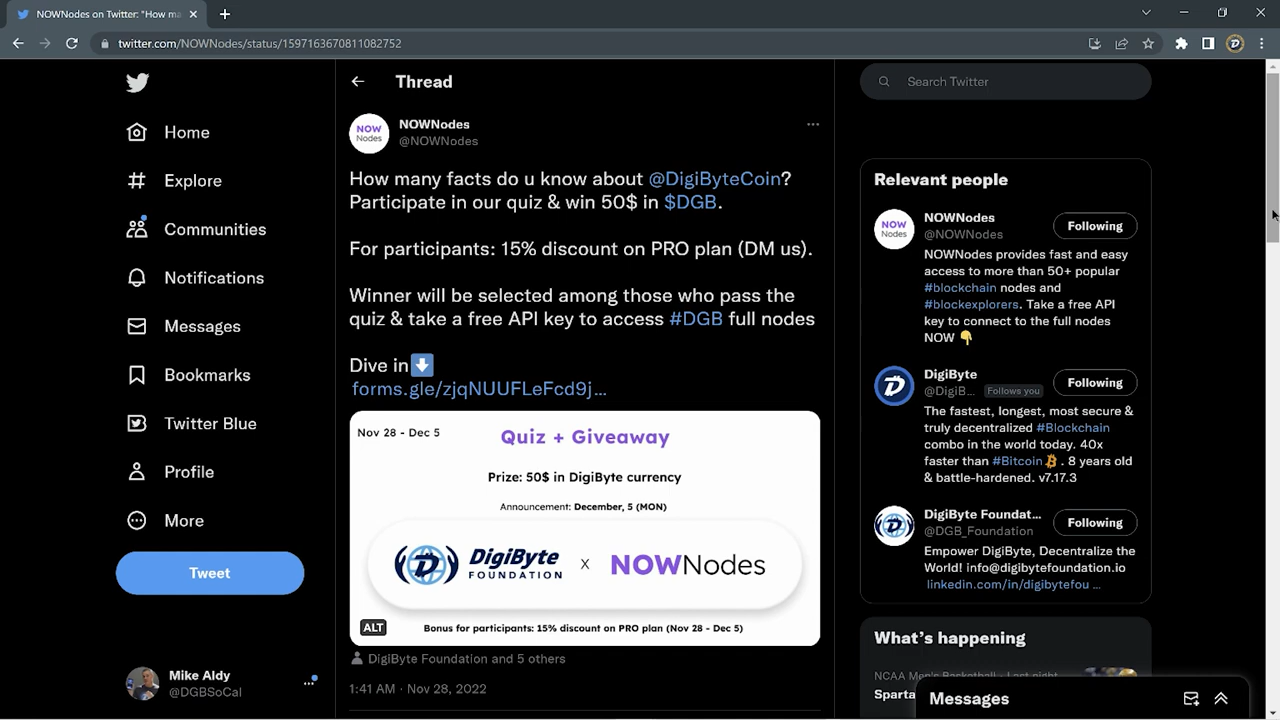 NOWNodes on Twitter: "How ma
twitter.com/NOWNodes/status/1597163670811082752
Home
Explore
Communities
Notifications
Messages
Bookmarks
Twitter Blue
Profile
More
Tweet
Mike Aldy
@DGBSoCal
Thread
NOW
Nodes
NOWNodes
@NOWNodes
How many facts do u know about @DigiByteCoin?
Participate in our quiz & win 50$ in $DGB.
For participants: 15% discount on PRO plan (DM us).
Winner will be selected among those who pass the
quiz & take a free API key to access #DGB full nodes
Dive in⬇️
forms.gle/zjqNUUFLeFcd9j…
Nov 28 - Dec 5
Quiz + Giveaway
Prize: 50$ in DigiByte currency
Announcement: December, 5 (MON)
DigiByte
FOUNDATION
X
NOWNodes
ALT
Bonus for participants: 15% discount on PRO plan (Nov 28 - Dec 5)
DigiByte Foundation and 5 others
1:41 AM · Nov 28, 2022
Search Twitter
Relevant people
NOW
Nodes
NOWNodes
@NOWNodes
Following
NOWNodes provides fast and easy
access to more than 50+ popular
#blockchain nodes and
#blockexplorers. Take a free API
key to connect to the full nodes
NOW 👇
DigiByte
@DigiB… Follows you
Following
The fastest, longest, most secure &
truly decentralized #Blockchain
combo in the world today. 40x
faster than #Bitcoin . 8 years old
& battle-hardened. v7.17.3
DigiByte Foundat…
@DGB_Foundation
Following
Empower DigiByte, Decentralize the
World! info@digibytefoundation.io
linkedin.com/in/digibytefou …
What's happening
NCAA Men's Basketball · Last night
Sparta
Messages